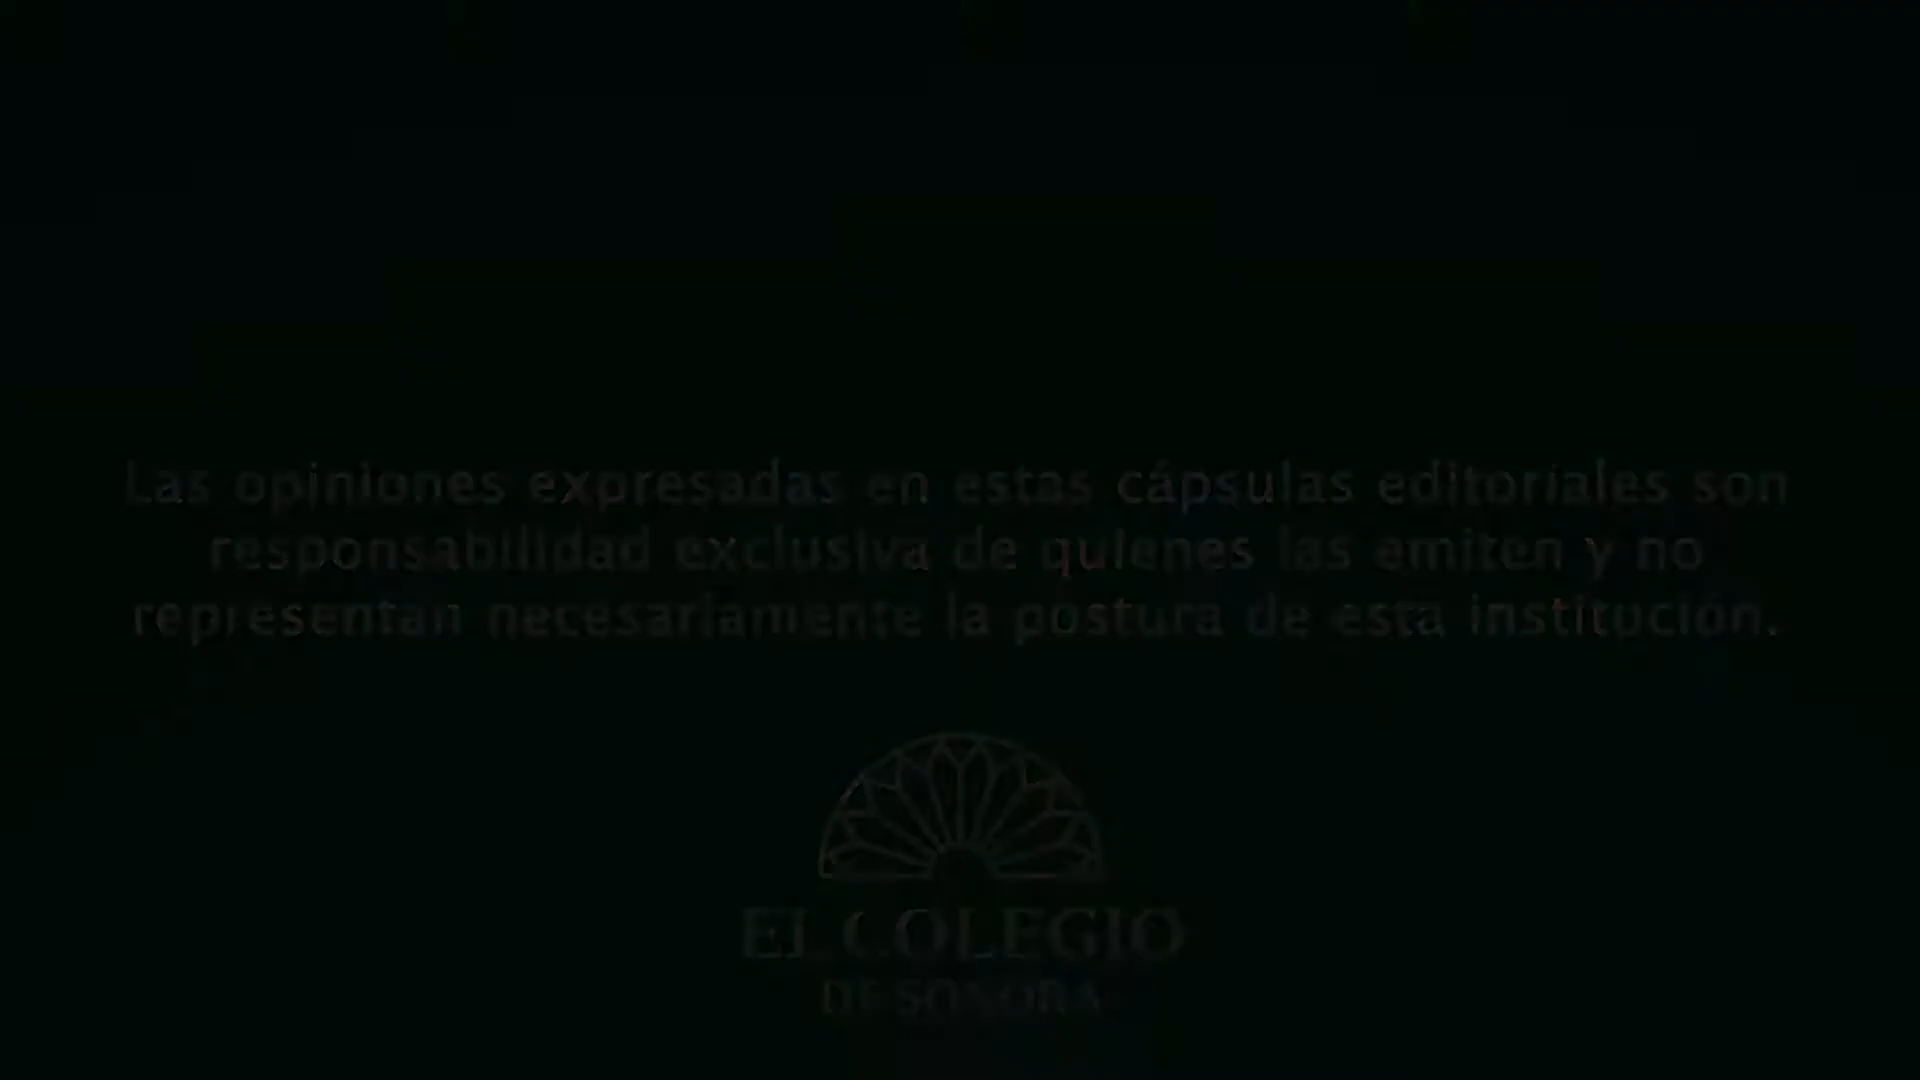 Las opiniones expresadas en estas cápsulas editoriales son
responsabilidad exclusiva de quienes las emiten y no
representan necesariamente la postura de esta institución.
EL COLEGIO
DE SONORA